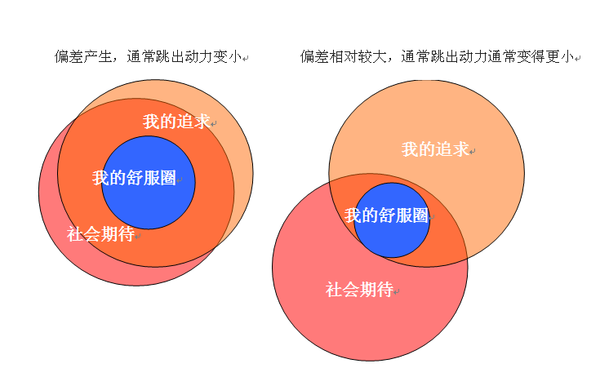 偏差产生，通常跳出动力变小
偏差相对较大，通常跳出动力通常变得更小
我的追求
我的舒服圈
社会期待
我的追求
我的舒服圈
社会期待